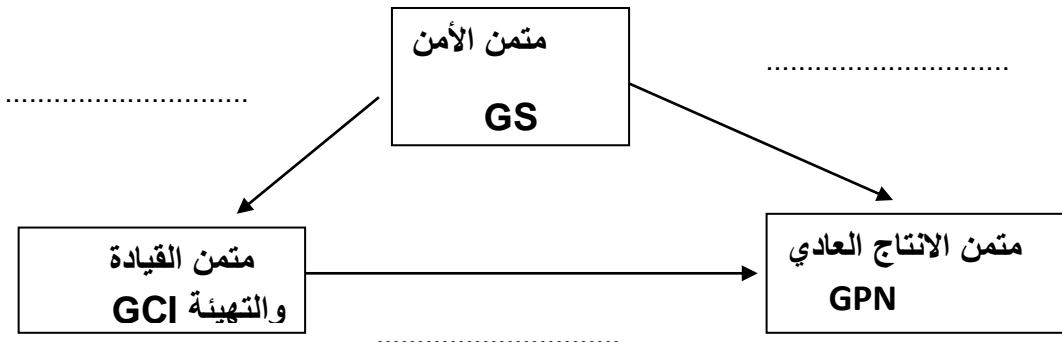 متمن الأمن
GS
..............................
..............................
متمن القيادة
والتهيئة GCI
متمن الانتاج العادي
GPN
..............................